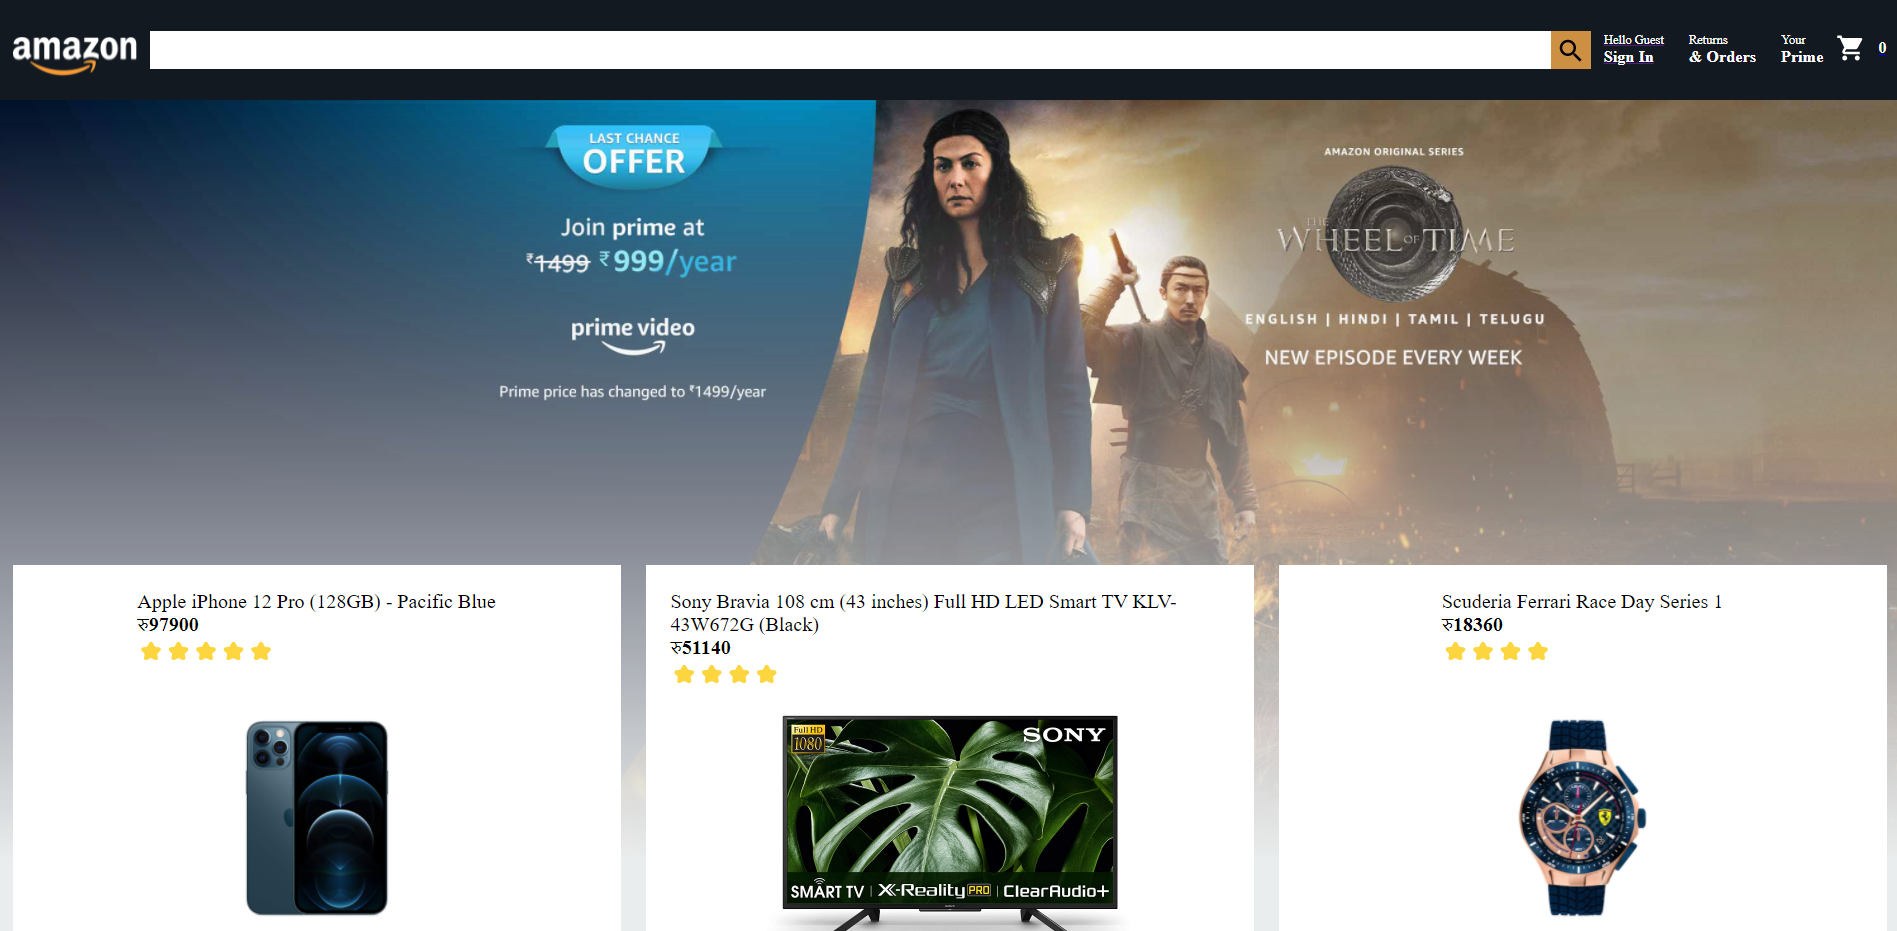 amazon
Hello Guest
Sign In
Returns
& Orders
Your
Prime
0
LAST CHANCE
OFFER
Join prime at
₹1499 ₹999/year
prime video
Prime price has changed to ₹1499/year
AMAZON ORIGINAL SERIES
THE
WHEEL OF TIME
ENGLISH | HINDI | TAMIL | TELUGU
NEW EPISODE EVERY WEEK
Apple iPhone 12 Pro (128GB) - Pacific Blue
रु97900
Sony Bravia 108 cm (43 inches) Full HD LED Smart TV KLV-
43W672G (Black)
रु51140
Full HD
1080
SONY
SMART TV | X-Reality PRO | ClearAudio+
Scuderia Ferrari Race Day Series 1
रु18360